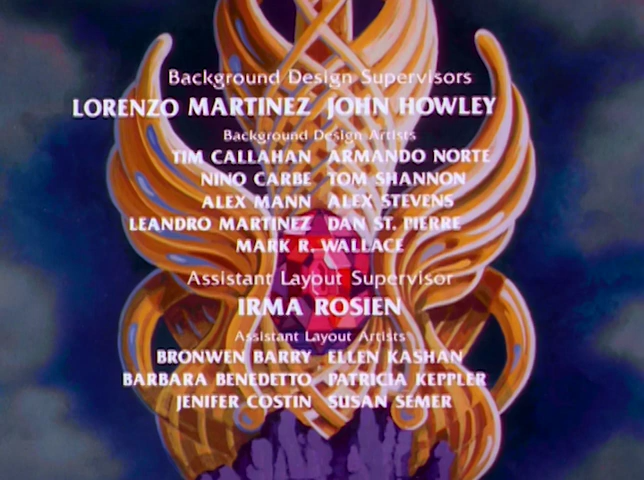 Background Design Supervisors
LORENZO MARTINEZ JOHN HOWLEY
Background Design Artists
TIM CALLAHAN ARMANDO NORTE
NINO CARBE TOM SHANNON
ALEX MANN ALEX STEVENS
LEANDRO MARTINEZ DAN ST. PIERRE
MARK R. WALLACE
Assistant Layout Supervisor
IRMA ROSIEN
Assistant Layout Artists
BRONWEN BARRY ELLEN KASHAN
BARBARA BENEDETTO PATRICIA KEPPLER
JENIFER COSTIN SUSAN SEMER